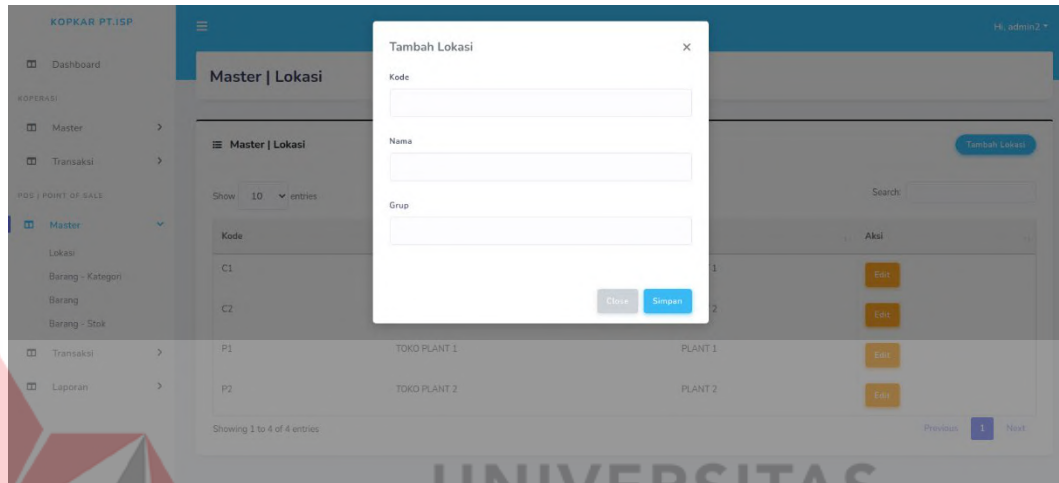 KOPKAR PT.ISP
Hi, admin2
Dashboard
KOPERASI
Master
Transaksi
POS | POINT OF SALE
Master
Lokasi
Barang - Kategori
Barang
Barang - Stok
Transaksi
Laporan
Master | Lokasi
Master | Lokasi
Tambah Lokasi
Show 10 entries
Search:
Kode Aksi
C1 1 Edit
C2 2 Edit
P1 TOKO PLANT 1 PLANT 1 Edit
P2 TOKO PLANT 2 PLANT 2 Edit
Showing 1 to 4 of 4 entries
Previous 1 Next
Tambah Lokasi ×
Kode
Nama
Grup
Close Simpan
UNIVERSITAS